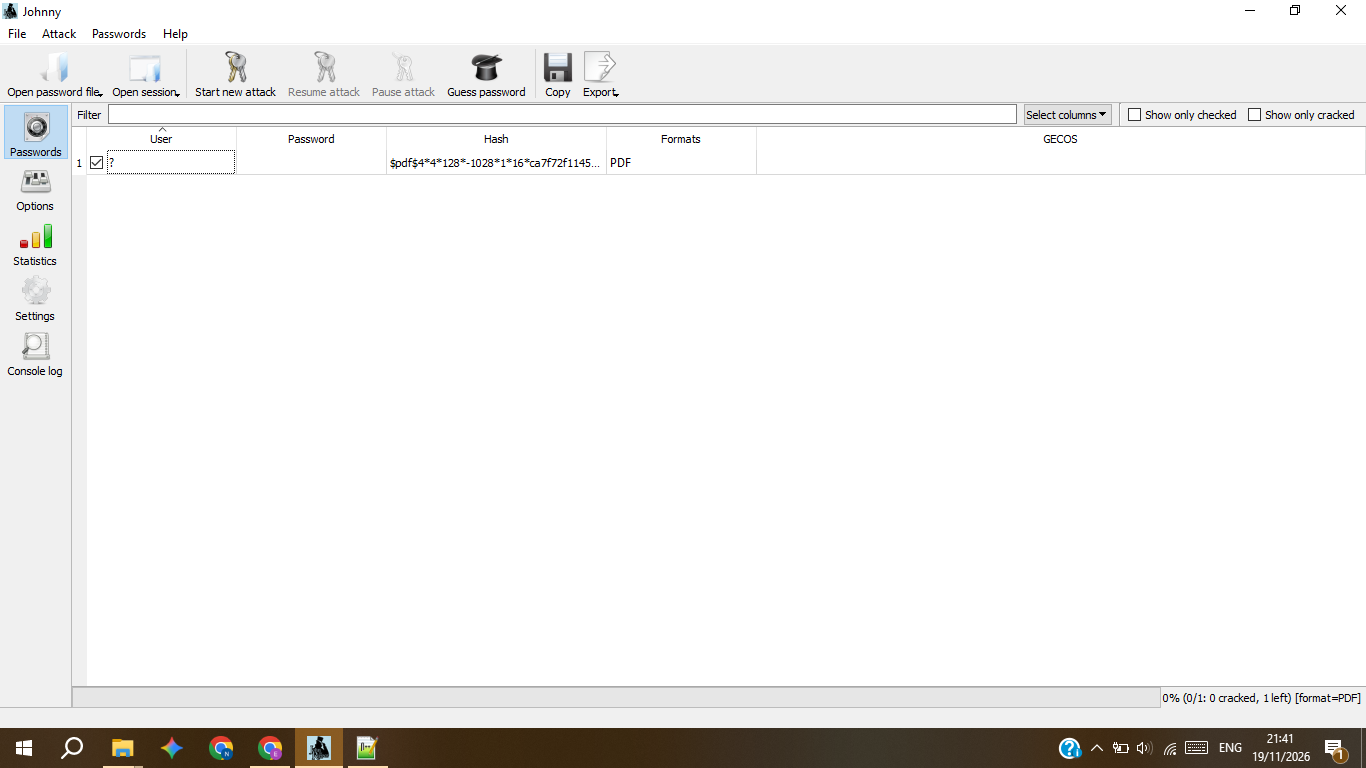 Johnny
File Attack Passwords Help
Open password file Open session Start new attack Resume attack Pause attack Guess password Copy Export
Filter Select columns Show only checked Show only cracked
User Password Hash Formats GECOS
1 ? $pdf$4*4*128*-1028*1*16*ca7f72f1145... PDF
Passwords
Options
Statistics
Settings
Console log
0% (0/1: 0 cracked, 1 left) [format=PDF]
N E ENG 21:41
19/11/2026 1